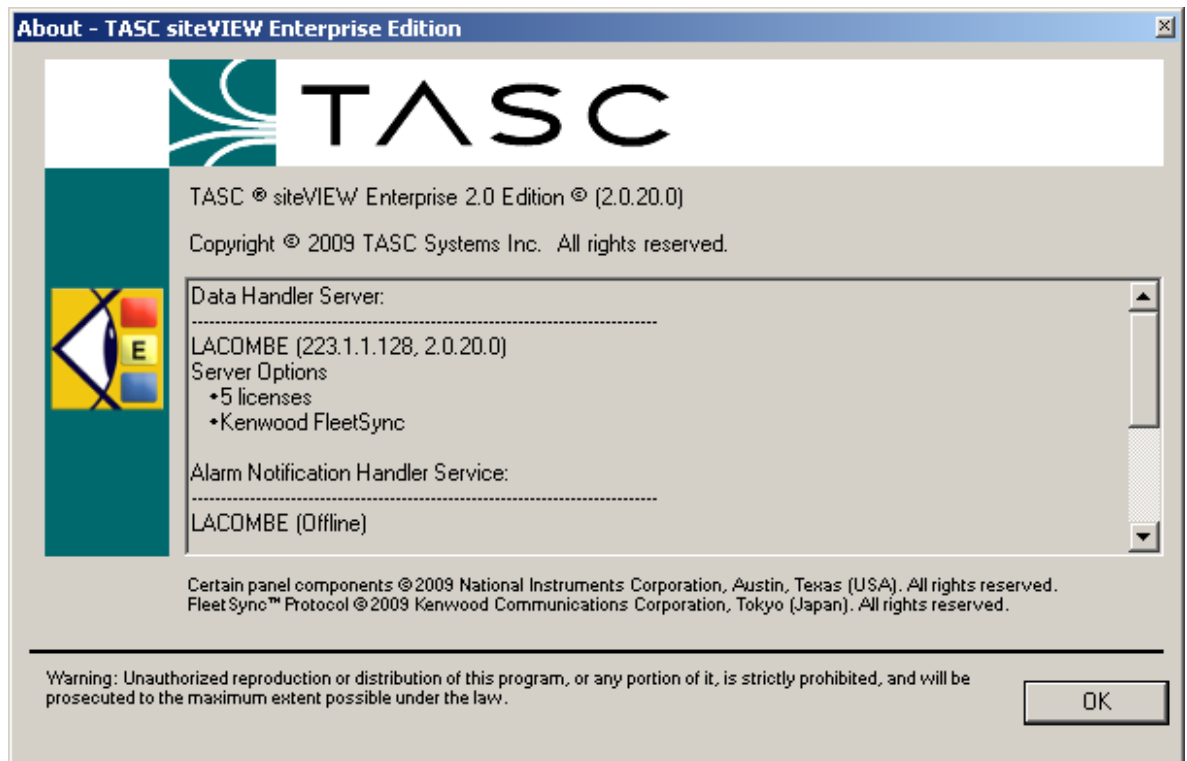 About - TASC siteVIEW Enterprise Edition
TASC
TASC ® siteVIEW Enterprise 2.0 Edition © (2.0.20.0)
Copyright © 2009 TASC Systems Inc. All rights reserved.
E
Data Handler Server:
--------------------------------------------------------------------------------
LACOMBE (223.1.1.128, 2.0.20.0)
Server Options
•5 licenses
•Kenwood FleetSync
Alarm Notification Handler Service:
--------------------------------------------------------------------------------
LACOMBE (Offline)
Certain panel components © 2009 National Instruments Corporation, Austin, Texas (USA). All rights reserved.
FleetSync™ Protocol © 2009 Kenwood Communications Corporation, Tokyo (Japan). All rights reserved.
Warning: Unauthorized reproduction or distribution of this program, or any portion of it, is strictly prohibited, and will be
prosecuted to the maximum extent possible under the law.
OK